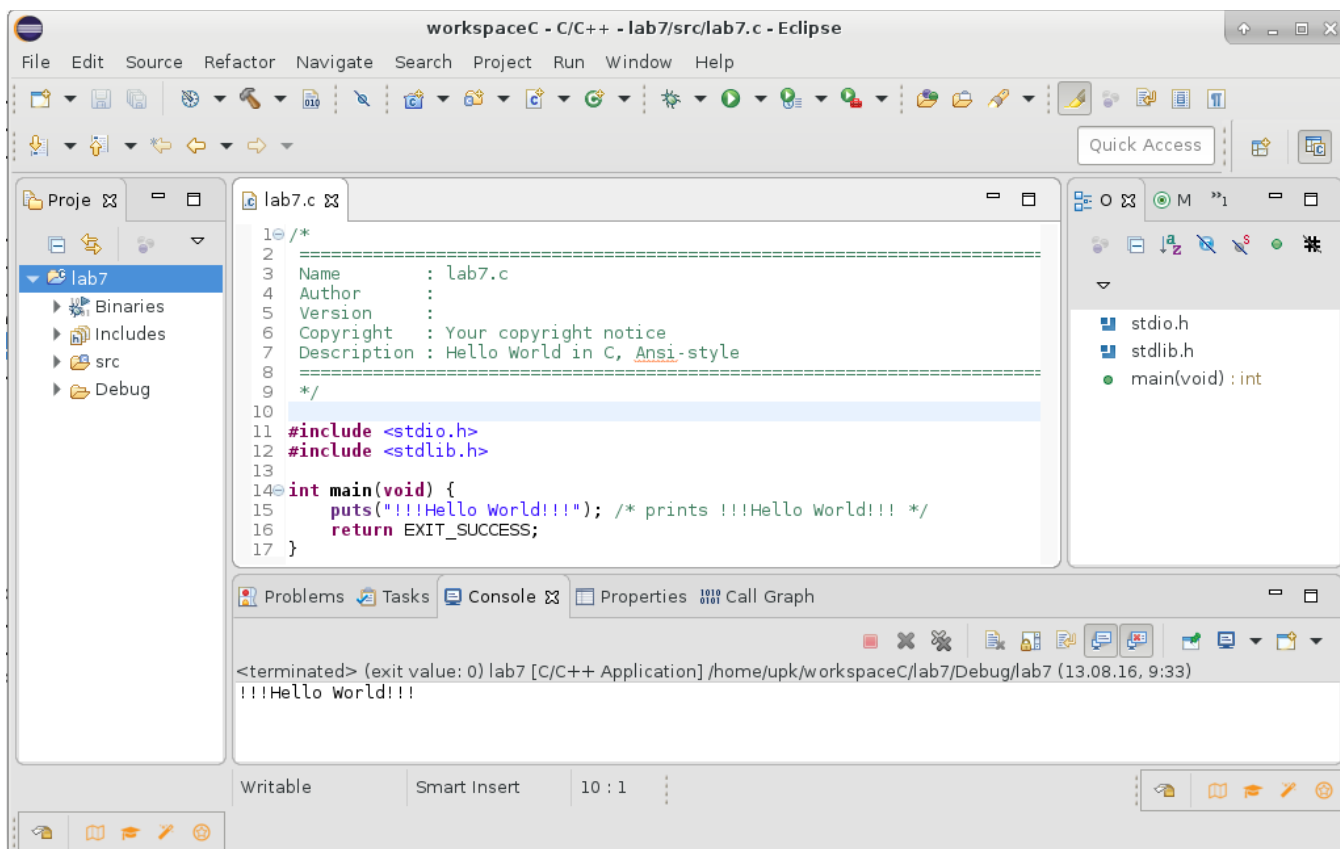 workspaceC - C/C++ - lab7/src/lab7.c - Eclipse
File Edit Source Refactor Navigate Search Project Run Window Help
Quick Access
Proje
lab7
Binaries
Includes
src
Debug
lab7.c
1 /*
2 ==========================================================================
3 Name : lab7.c
4 Author :
5 Version :
6 Copyright : Your copyright notice
7 Description : Hello World in C, Ansi-style
8 ==========================================================================
9 */
10
11 #include <stdio.h>
12 #include <stdlib.h>
13
14 int main(void) {
15 puts("!!!Hello World!!!"); /* prints !!!Hello World!!! */
16 return EXIT_SUCCESS;
17 }
O M »1
stdio.h
stdlib.h
main(void) : int
Problems Tasks Console Properties Call Graph
<terminated> (exit value: 0) lab7 [C/C++ Application] /home/upk/workspaceC/lab7/Debug/lab7 (13.08.16, 9:33)
!!!Hello World!!!
Writable Smart Insert 10 : 1